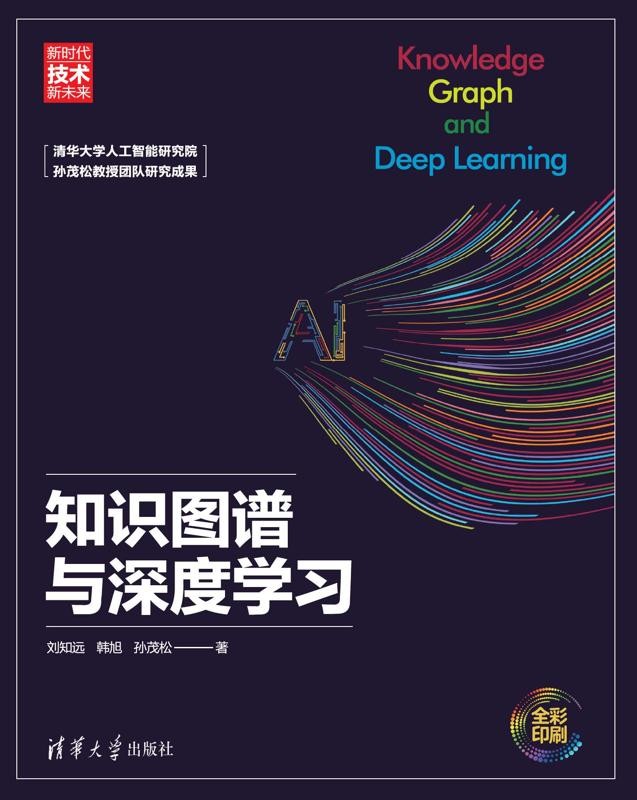 新时代
技术
新未来
Knowledge
Graph
and
Deep Learning
清华大学人工智能研究院
孙茂松教授团队研究成果
AI
知识图谱
与深度学习
刘知远 韩旭 孙茂松——著
全彩
印刷
清华大学出版社